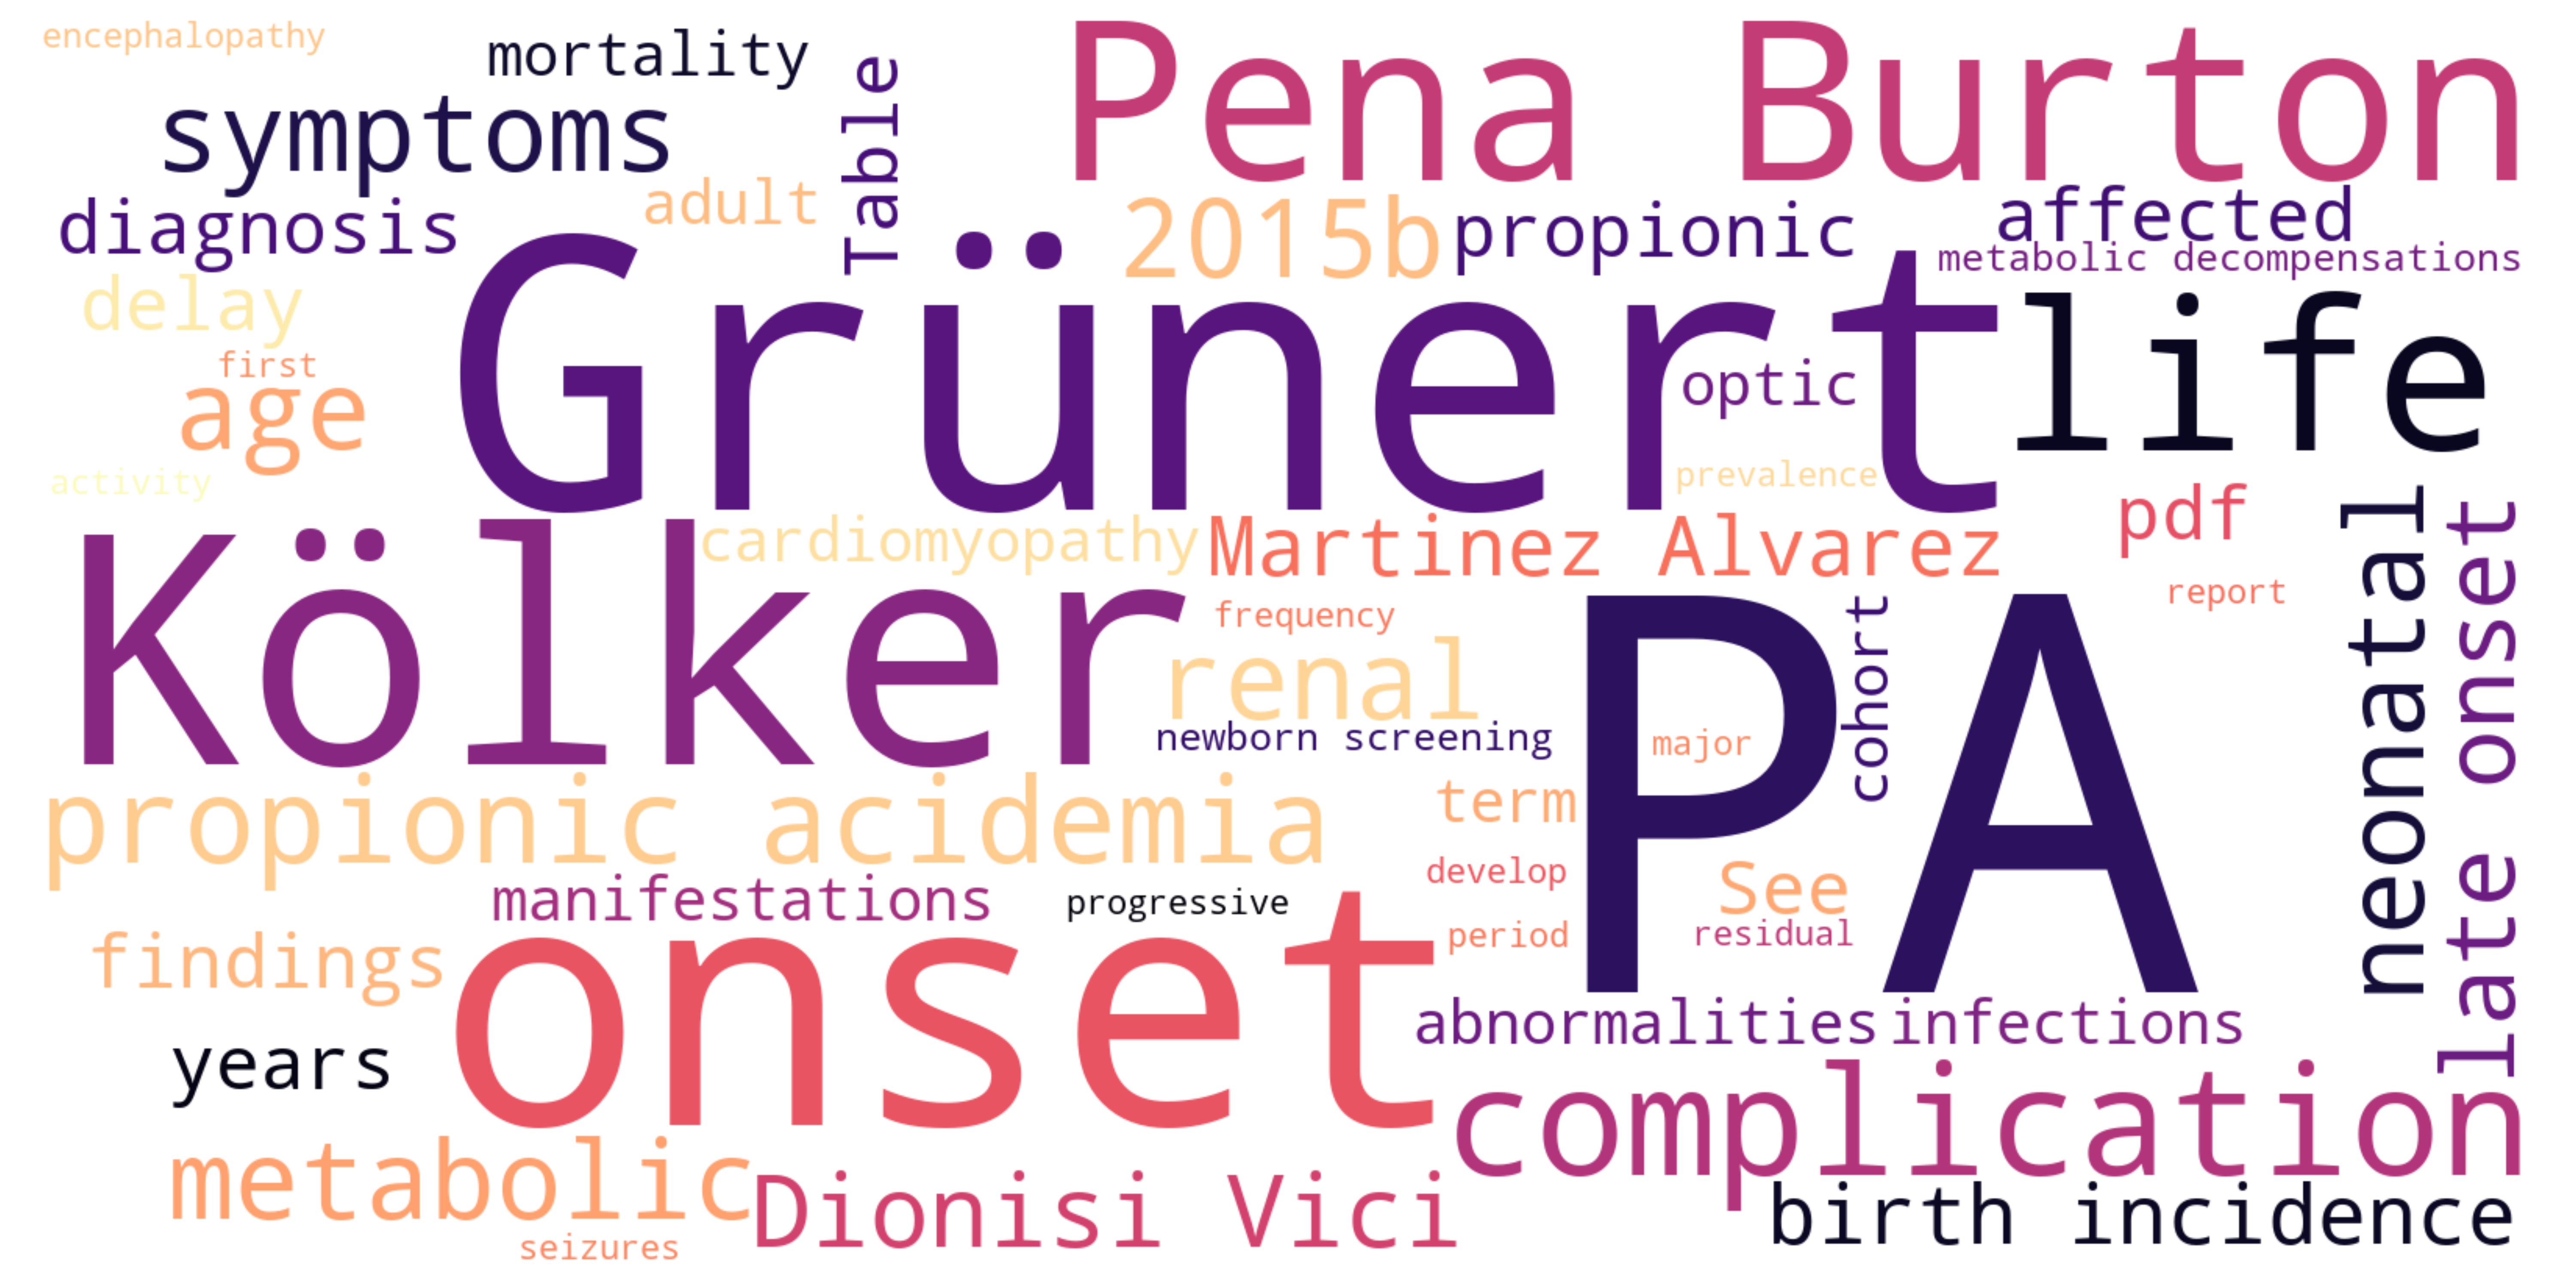 encephalopathy
mortality
Table
Pena Burton
symptoms
adult
2015b
propionic
affected
diagnosis
metabolic decompensations
delay
Grünert
life
first
optic
age
activity
prevalence
pdf
neonatal
late onset
Kölker
cardiomyopathy
Martinez Alvarez
report
frequency
PA
cohort
renal
newborn screening
major
propionic acidemia
term
manifestations
progressive
develop
See
findings
onset
period
residual
years
abnormalities
infections
complication
metabolic
Dionisi Vici
birth incidence
seizures